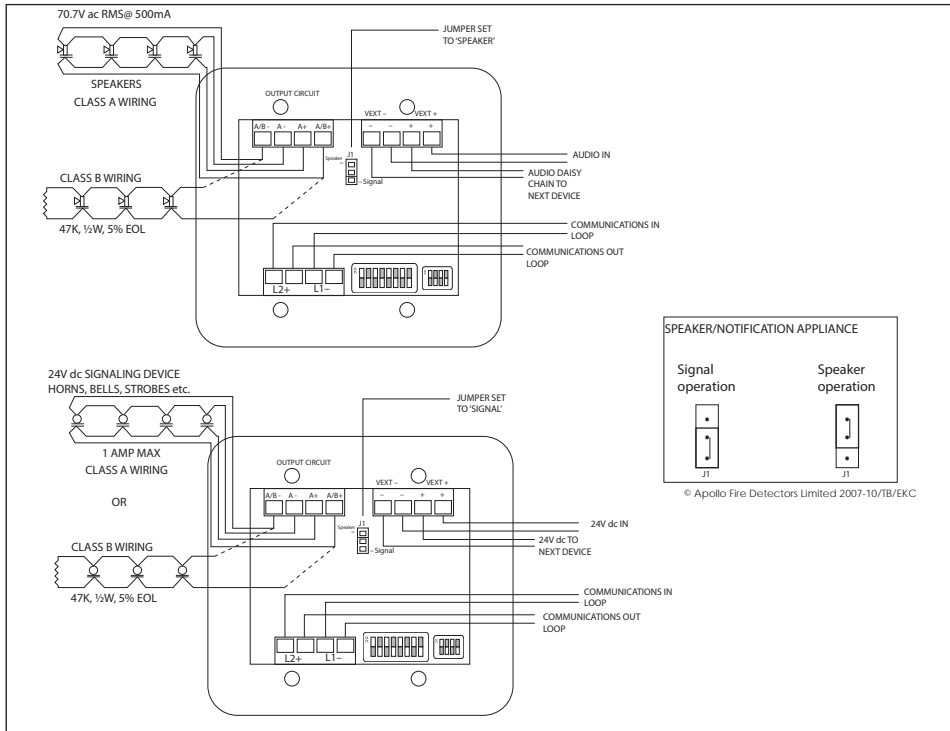 70.7V ac RMS@ 500mA
JUMPER SET
TO 'SPEAKER'
SPEAKERS
CLASS A WIRING
OUTPUT CIRCUIT
A/B - A - A+ A/B+
VEXT – VEXT +
– – + +
J1
Speaker
–
– Signal
AUDIO IN
AUDIO DAISY
CHAIN TO
NEXT DEVICE
CLASS B WIRING
47K, ½W, 5% EOL
COMMUNICATIONS IN
LOOP
COMMUNICATIONS OUT
LOOP
L2+ L1–
SPEAKER/NOTIFICATION APPLIANCE
Signal
operation
J1
Speaker
operation
J1
© Apollo Fire Detectors Limited 2007-10/TB/EKC
24V dc SIGNALING DEVICE
HORNS, BELLS, STROBES etc.
JUMPER SET
TO 'SIGNAL'
1 AMP MAX
CLASS A WIRING
OR
OUTPUT CIRCUIT
A/B - A - A+ A/B+
VEXT – VEXT +
– – + +
J1
Speaker
–
– Signal
24V dc IN
24V dc TO
NEXT DEVICE
CLASS B WIRING
47K, ½W, 5% EOL
COMMUNICATIONS IN
LOOP
COMMUNICATIONS OUT
LOOP
L2+ L1–